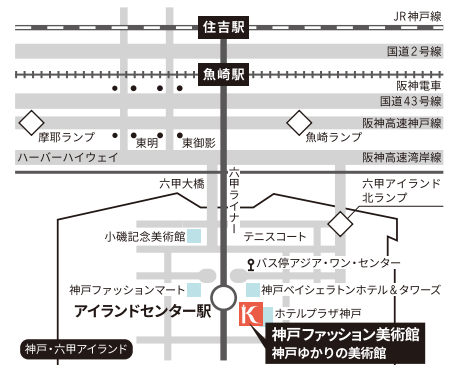 JR神戸線
住吉駅
国道2号線
魚崎駅
阪神電車
国道43号線
阪神高速神戸線
摩耶ランプ
東明
東御影
魚崎ランプ
ハーバーハイウェイ
阪神高速湾岸線
六甲ライナー
六甲大橋
六甲アイランド
北ランプ
小磯記念美術館
テニスコート
バス停アジア・ワン・センター
神戸ファッションマート
神戸ベイシェラトンホテル&タワーズ
アイランドセンター駅
K
ホテルプラザ神戸
神戸ファッション美術館
神戸ゆかりの美術館
神戸・六甲アイランド